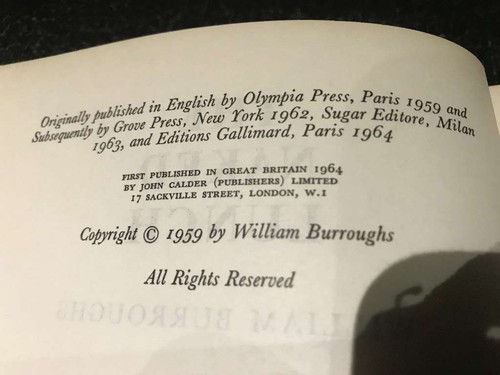 Originally published in English by Olympia Press, Paris 1959 and
Subsequently by Grove Press, New York 1962, Sugar Editore, Milan
1963, and Editions Gallimard, Paris 1964
FIRST PUBLISHED IN GREAT BRITAIN 1964
BY JOHN CALDER (PUBLISHERS) LIMITED
17 SACKVILLE STREET, LONDON, W.1
Copyright © 1959 by William Burroughs
All Rights Reserved